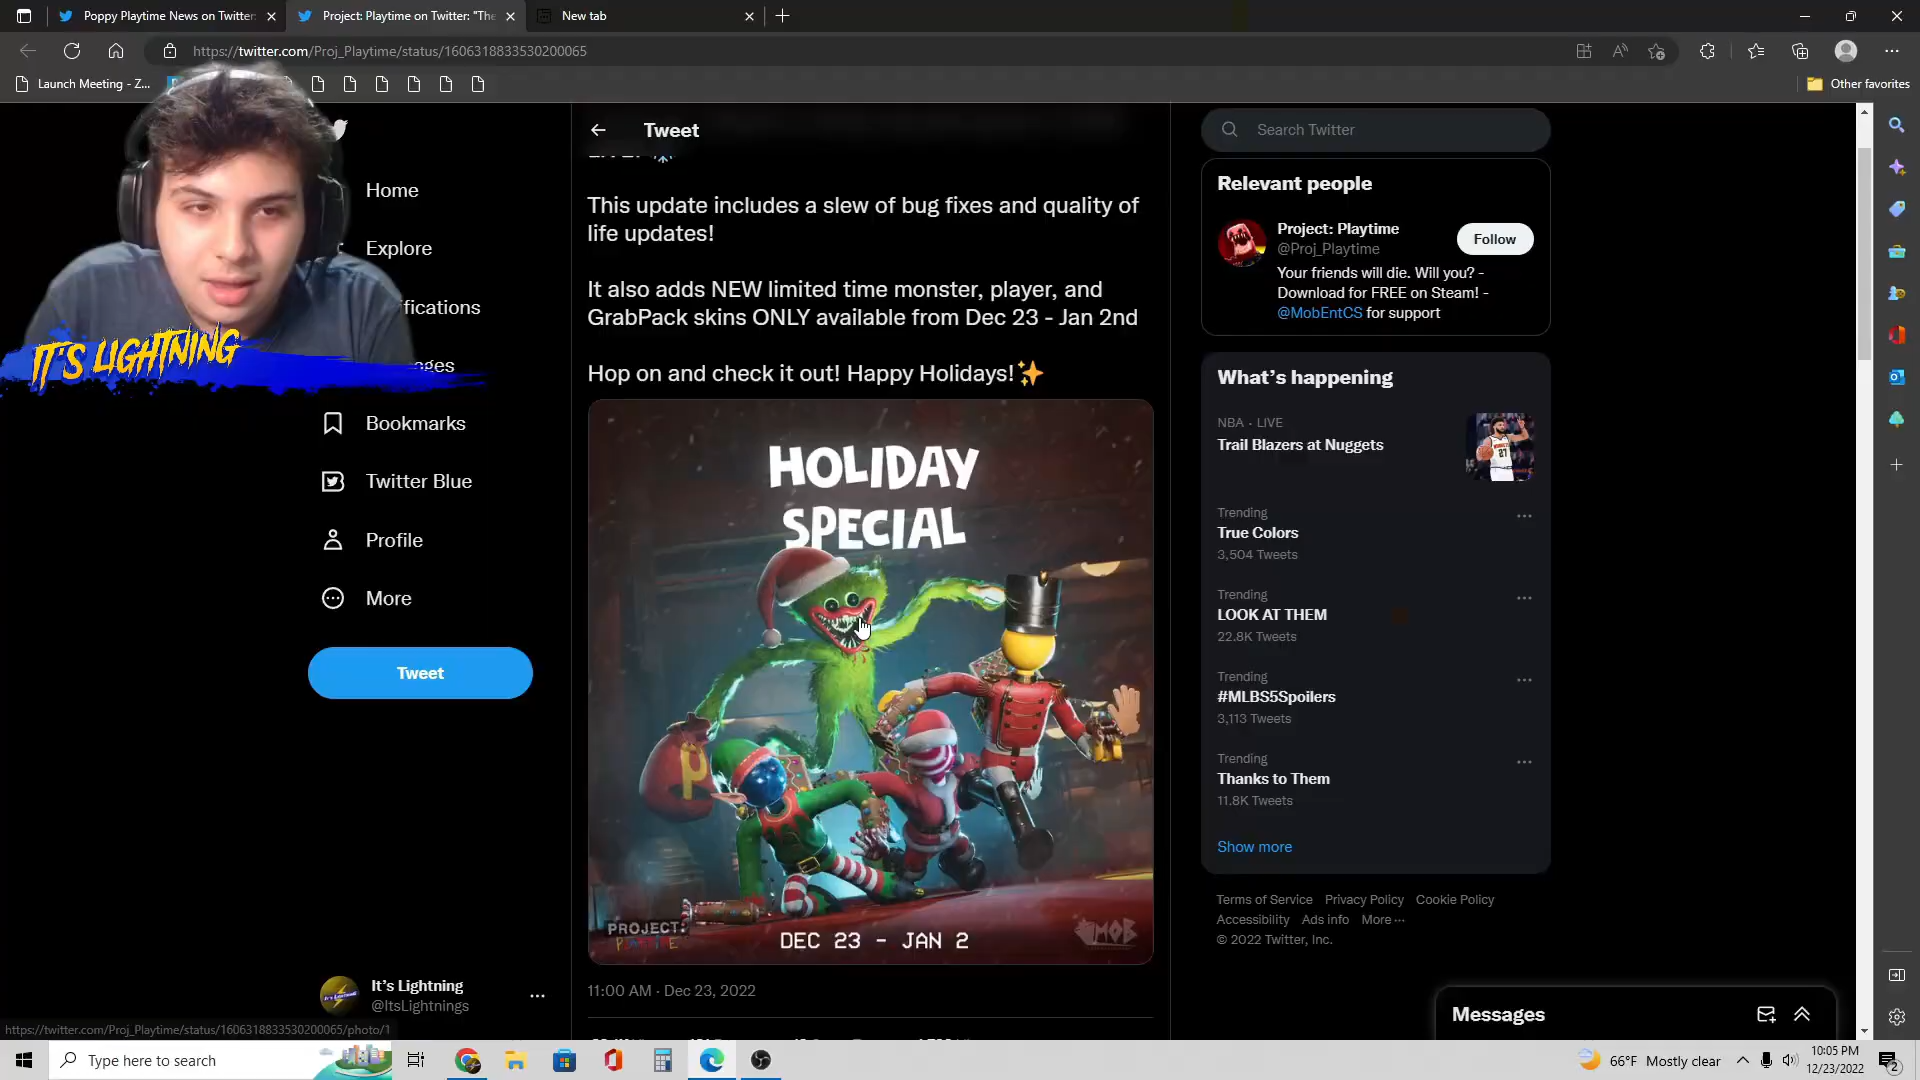 Poppy Playtime News on Twitter:
Project: Playtime on Twitter: "The
New tab
https://twitter.com/Proj_Playtime/status/1606318833530200065
Launch Meeting - Z...
Other favorites
Tweet
Search Twitter
Home
Explore
fications
ages
IT'S LIGHTNING
Bookmarks
Twitter Blue
Profile
More
Tweet
It's Lightning
@ItsLightnings
This update includes a slew of bug fixes and quality of
life updates!
It also adds NEW limited time monster, player, and
GrabPack skins ONLY available from Dec 23 - Jan 2nd
Hop on and check it out! Happy Holidays!✨
HOLIDAY
SPECIAL
P
PROJECT:
PLAYTIME
DEC 23 - JAN 2
MOB
11:00 AM · Dec 23, 2022
Relevant people
Project: Playtime
@Proj_Playtime
Follow
Your friends will die. Will you? -
Download for FREE on Steam! -
@MobEntCS for support
What's happening
NBA · LIVE
Trail Blazers at Nuggets
Trending
True Colors
3,504 Tweets
Trending
LOOK AT THEM
22.8K Tweets
Trending
#MLBS5Spoilers
3,113 Tweets
Trending
Thanks to Them
11.8K Tweets
Show more
Terms of Service Privacy Policy Cookie Policy
Accessibility Ads info More ···
© 2022 Twitter, Inc.
Messages
https://twitter.com/Proj_Playtime/status/1606318833530200065/photo/1
Type here to search
66°F Mostly clear
10:05 PM
12/23/2022
2